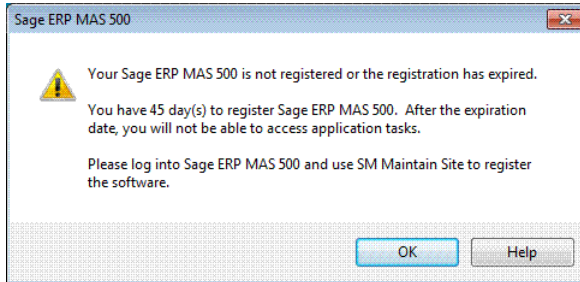 Sage ERP MAS 500
Your Sage ERP MAS 500 is not registered or the registration has expired.
You have 45 day(s) to register Sage ERP MAS 500.  After the expiration
date, you will not be able to access application tasks.
Please log into Sage ERP MAS 500 and use SM Maintain Site to register
the software.
OK
Help